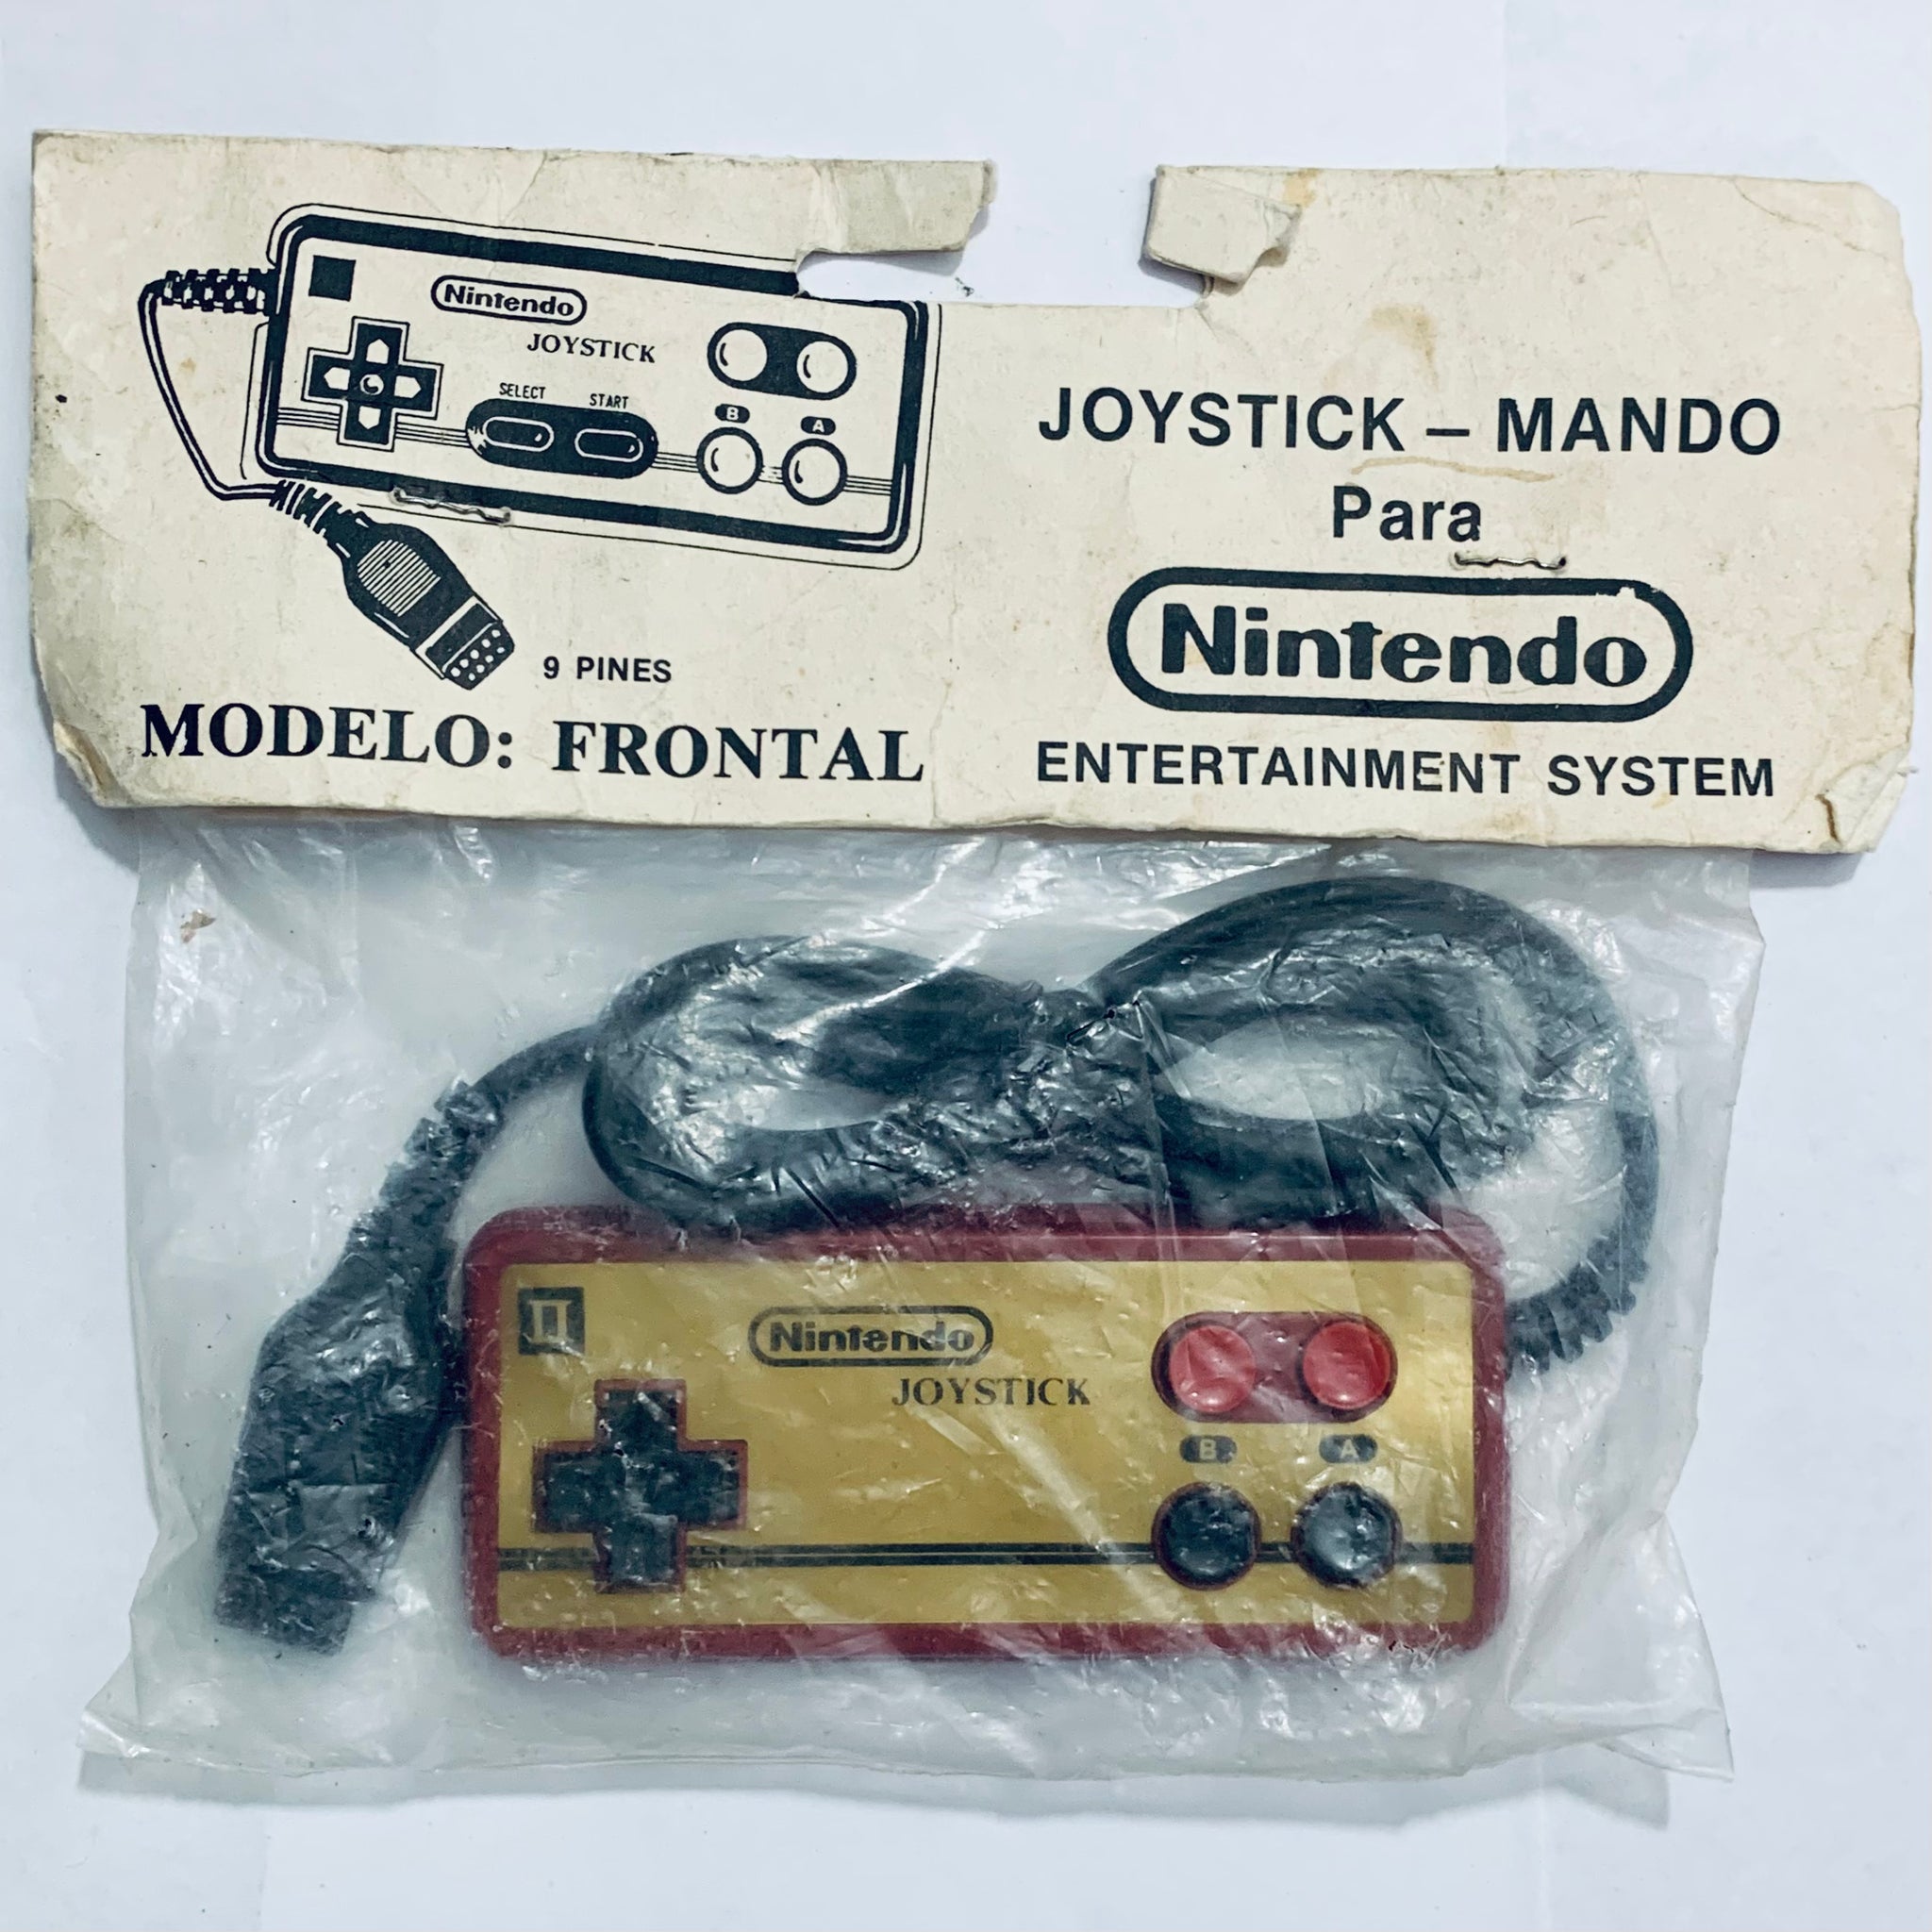 Nintendo
JOYSTICK
SELECT START
B A
9 PINES
MODELO: FRONTAL
JOYSTICK – MANDO
Para
Nintendo
ENTERTAINMENT SYSTEM
II
Nintendo
JOYSTICK
B A